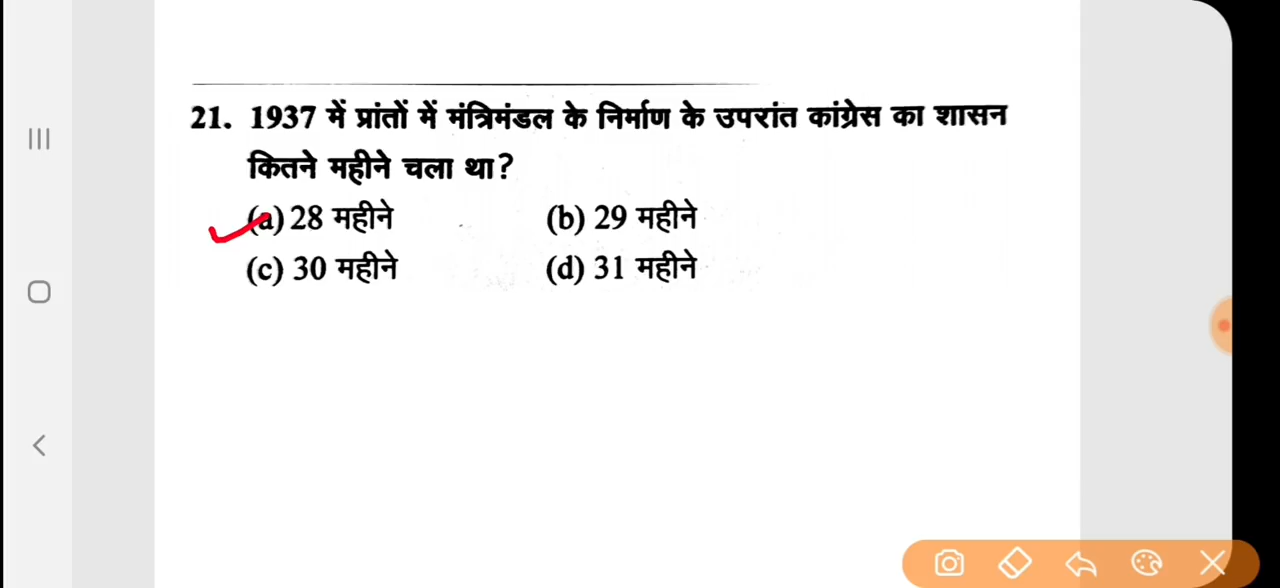 21. 1937 में प्रांतों में मंत्रिमंडल के निर्माण के उपरांत कांग्रेस का शासन
कितने महीने चला था?
(a) 28 महीने (b) 29 महीने
(c) 30 महीने (d) 31 महीने